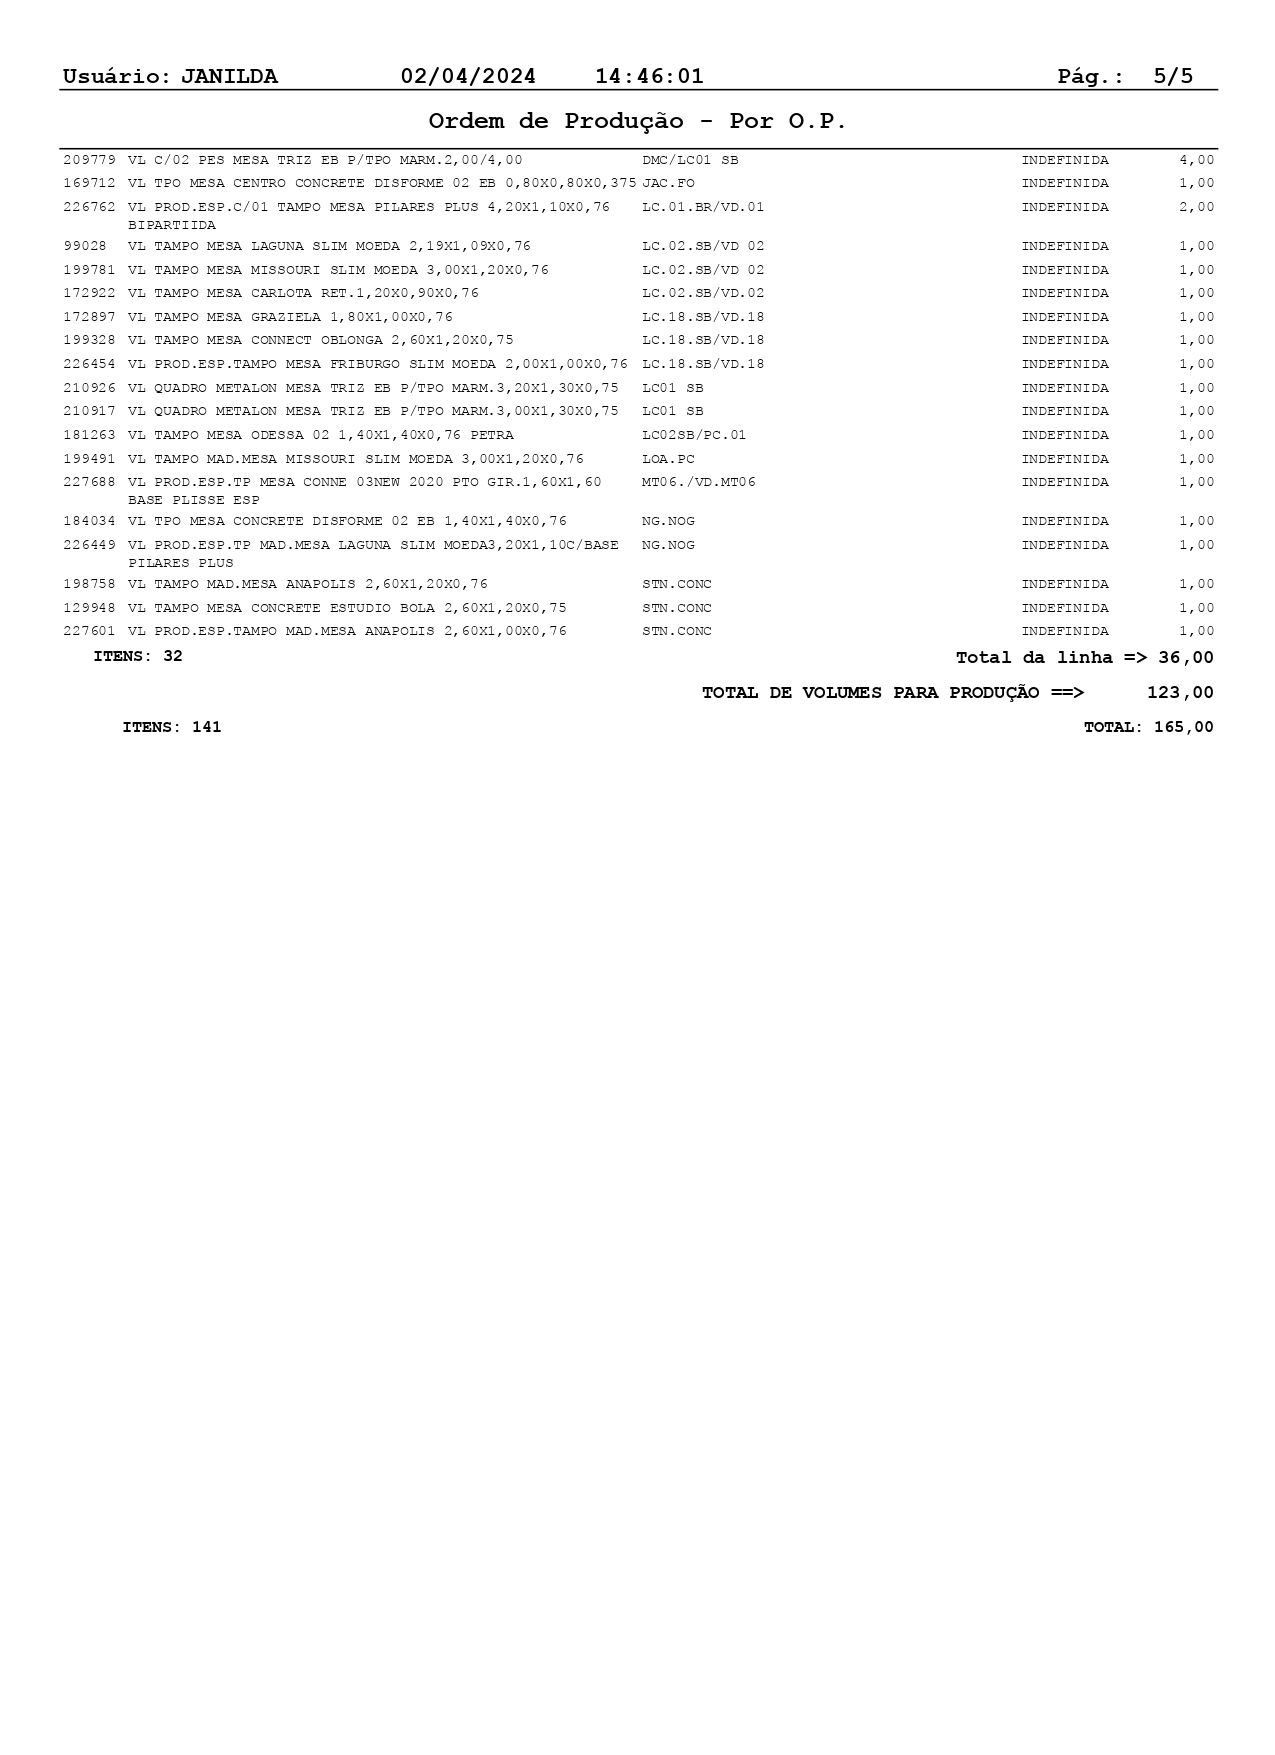 Usuário: JANILDA 02/04/2024 14:46:01 Pág.: 5/5
Ordem de Produção - Por O.P.
209779 VL C/02 PES MESA TRIZ EB P/TPO MARM.2,00/4,00 DMC/LC01 SB INDEFINIDA 4,00
169712 VL TPO MESA CENTRO CONCRETE DISFORME 02 EB 0,80X0,80X0,375 JAC.FO INDEFINIDA 1,00
226762 VL PROD.ESP.C/01 TAMPO MESA PILARES PLUS 4,20X1,10X0,76 LC.01.BR/VD.01 INDEFINIDA 2,00
BIPARTIIDA
99028 VL TAMPO MESA LAGUNA SLIM MOEDA 2,19X1,09X0,76 LC.02.SB/VD 02 INDEFINIDA 1,00
199781 VL TAMPO MESA MISSOURI SLIM MOEDA 3,00X1,20X0,76 LC.02.SB/VD 02 INDEFINIDA 1,00
172922 VL TAMPO MESA CARLOTA RET.1,20X0,90X0,76 LC.02.SB/VD.02 INDEFINIDA 1,00
172897 VL TAMPO MESA GRAZIELA 1,80X1,00X0,76 LC.18.SB/VD.18 INDEFINIDA 1,00
199328 VL TAMPO MESA CONNECT OBLONGA 2,60X1,20X0,75 LC.18.SB/VD.18 INDEFINIDA 1,00
226454 VL PROD.ESP.TAMPO MESA FRIBURGO SLIM MOEDA 2,00X1,00X0,76 LC.18.SB/VD.18 INDEFINIDA 1,00
210926 VL QUADRO METALON MESA TRIZ EB P/TPO MARM.3,20X1,30X0,75 LC01 SB INDEFINIDA 1,00
210917 VL QUADRO METALON MESA TRIZ EB P/TPO MARM.3,00X1,30X0,75 LC01 SB INDEFINIDA 1,00
181263 VL TAMPO MESA ODESSA 02 1,40X1,40X0,76 PETRA LC02SB/PC.01 INDEFINIDA 1,00
199491 VL TAMPO MAD.MESA MISSOURI SLIM MOEDA 3,00X1,20X0,76 LOA.PC INDEFINIDA 1,00
227688 VL PROD.ESP.TP MESA CONNE 03NEW 2020 PTO GIR.1,60X1,60 MT06./VD.MT06 INDEFINIDA 1,00
BASE PLISSE ESP
184034 VL TPO MESA CONCRETE DISFORME 02 EB 1,40X1,40X0,76 NG.NOG INDEFINIDA 1,00
226449 VL PROD.ESP.TP MAD.MESA LAGUNA SLIM MOEDA3,20X1,10C/BASE NG.NOG INDEFINIDA 1,00
PILARES PLUS
198758 VL TAMPO MAD.MESA ANAPOLIS 2,60X1,20X0,76 STN.CONC INDEFINIDA 1,00
129948 VL TAMPO MESA CONCRETE ESTUDIO BOLA 2,60X1,20X0,75 STN.CONC INDEFINIDA 1,00
227601 VL PROD.ESP.TAMPO MAD.MESA ANAPOLIS 2,60X1,00X0,76 STN.CONC INDEFINIDA 1,00
ITENS: 32 Total da linha => 36,00
TOTAL DE VOLUMES PARA PRODUÇÃO ==> 123,00
ITENS: 141 TOTAL: 165,00